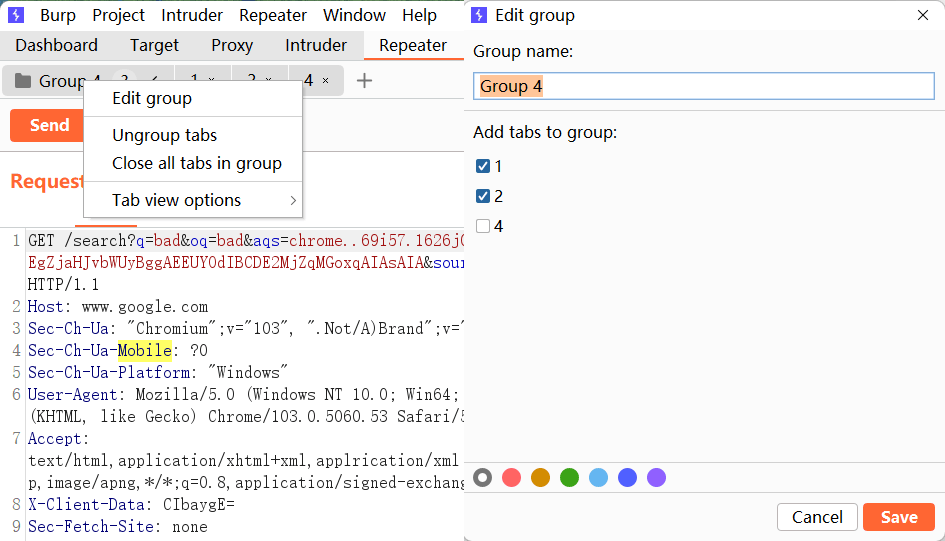 Burp Project Intruder Repeater Window Help
Dashboard Target Proxy Intruder Repeater
Group 4 1 × 2 × 4 ×
Edit group
Ungroup tabs
Close all tabs in group
Tab view options
Send
Request
1 GET /search?q=bad&oq=bad&aqs=chrome..69i57.1626j0
EgZjaHJvbWUyBggAEEUYOdIBCDE2MjZqMGoxqAIAsAIA&sour
HTTP/1.1
2 Host: www.google.com
3 Sec-Ch-Ua: "Chromium";v="103", ".Not/A)Brand";v="
4 Sec-Ch-Ua-Mobile: ?0
5 Sec-Ch-Ua-Platform: "Windows"
6 User-Agent: Mozilla/5.0 (Windows NT 10.0; Win64;
(KHTML, like Gecko) Chrome/103.0.5060.53 Safari/5
7 Accept:
text/html,application/xhtml+xml,applrication/xml
p,image/apng,*/*;q=0.8,application/signed-exchang
8 X-Client-Data: CIbaygE=
9 Sec-Fetch-Site: none
Edit group
Group name:
Group 4
Add tabs to group:
1
2
4
Cancel Save